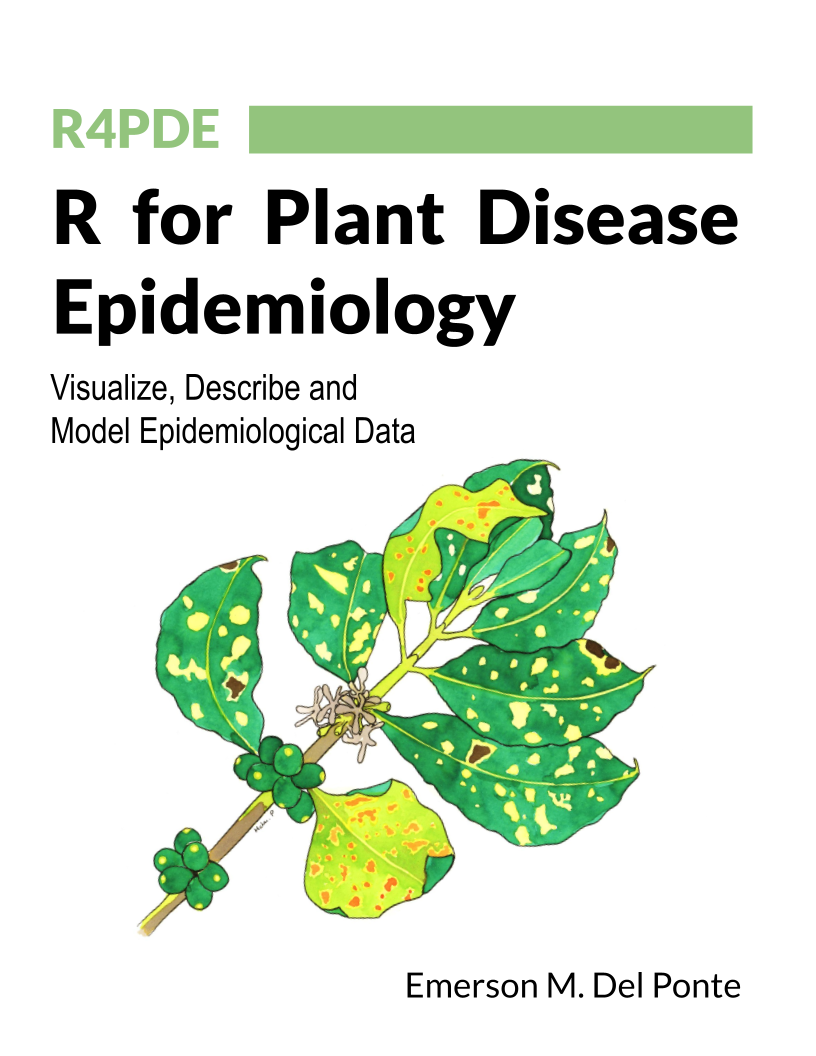 R4PDE
R for Plant Disease
Epidemiology
Visualize, Describe and
Model Epidemiological Data
Emerson M. Del Ponte